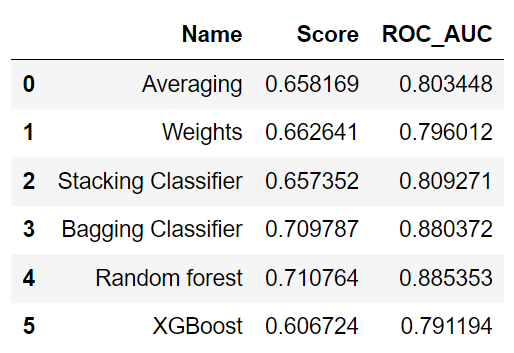 Name Score ROC_AUC
0 Averaging 0.658169 0.803448
1 Weights 0.662641 0.796012
2 Stacking Classifier 0.657352 0.809271
3 Bagging Classifier 0.709787 0.880372
4 Random forest 0.710764 0.885353
5 XGBoost 0.606724 0.791194